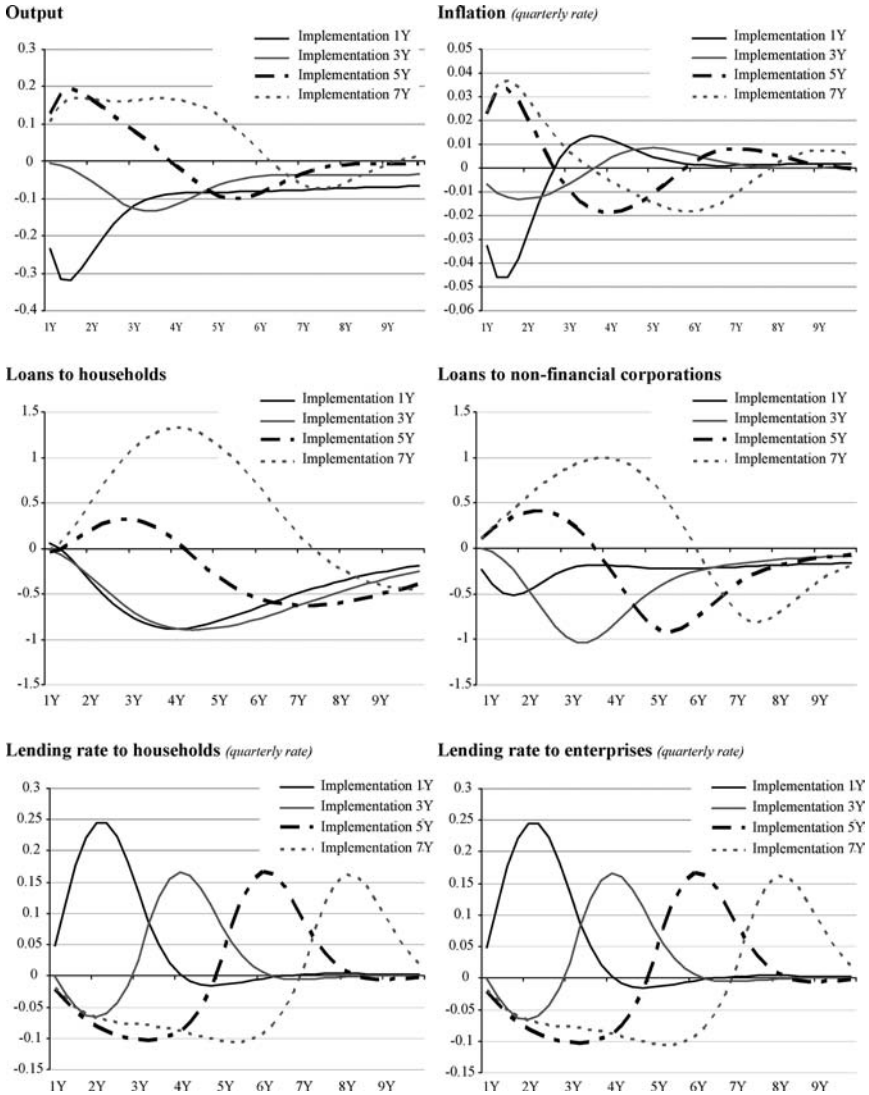 Output
Implementation 1Y
Implementation 3Y
Implementation 5Y
Implementation 7Y
0.3
0.2
0.1
0
-0.1
-0.2
-0.3
-0.4
1Y 2Y 3Y 4Y 5Y 6Y 7Y 8Y 9Y
Inflation (quarterly rate)
Implementation 1Y
Implementation 3Y
Implementation 5Y
Implementation 7Y
0.05
0.04
0.03
0.02
0.01
0
-0.01
-0.02
-0.03
-0.04
-0.05
-0.06
1Y 2Y 3Y 4Y 5Y 6Y 7Y 8Y 9Y
Loans to households
Implementation 1Y
Implementation 3Y
Implementation 5Y
Implementation 7Y
1.5
1
0.5
0
-0.5
-1
-1.5
1Y 2Y 3Y 4Y 5Y 6Y 7Y 8Y 9Y
Loans to non-financial corporations
Implementation 1Y
Implementation 3Y
Implementation 5Y
Implementation 7Y
1.5
1
0.5
0
-0.5
-1
-1.5
1Y 2Y 3Y 4Y 5Y 6Y 7Y 8Y 9Y
Lending rate to households (quarterly rate)
Implementation 1Y
Implementation 3Y
Implementation 5Y
Implementation 7Y
0.3
0.25
0.2
0.15
0.1
0.05
0
-0.05
-0.1
-0.15
1Y 2Y 3Y 4Y 5Y 6Y 7Y 8Y 9Y
Lending rate to enterprises (quarterly rate)
Implementation 1Y
Implementation 3Y
Implementation 5Y
Implementation 7Y
0.3
0.25
0.2
0.15
0.1
0.05
0
-0.05
-0.1
-0.15
1Y 2Y 3Y 4Y 5Y 6Y 7Y 8Y 9Y